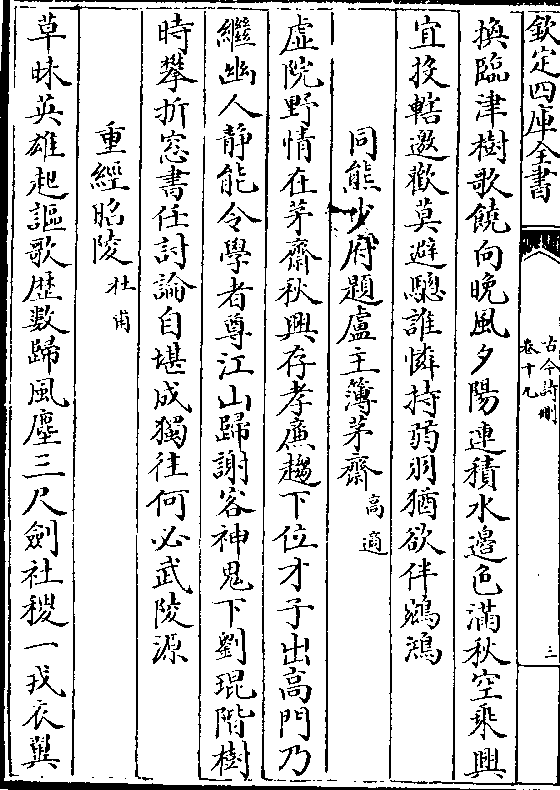 欽定四庫全書
古今詩刪
卷十九
三
換臨津樹歌饒向晚風夕陽連積水邉色滿秋空乘興
宜投轄邀歡莫避驄誰憐持弱羽猶欲伴鵷鴻
同熊少府題盧主簿茅齋 高適
虛院野情在茅齋秋興存孝廉趨下位才子出高門乃
繼幽人靜能令學者尊江山歸謝客神鬼下劉琨階樹
時攀折窓書任討論自堪成獨往何必武陵源
重經昭陵 杜甫
草昧英雄起謳歌歴數歸風塵三尺劍社稷一戎衣翼